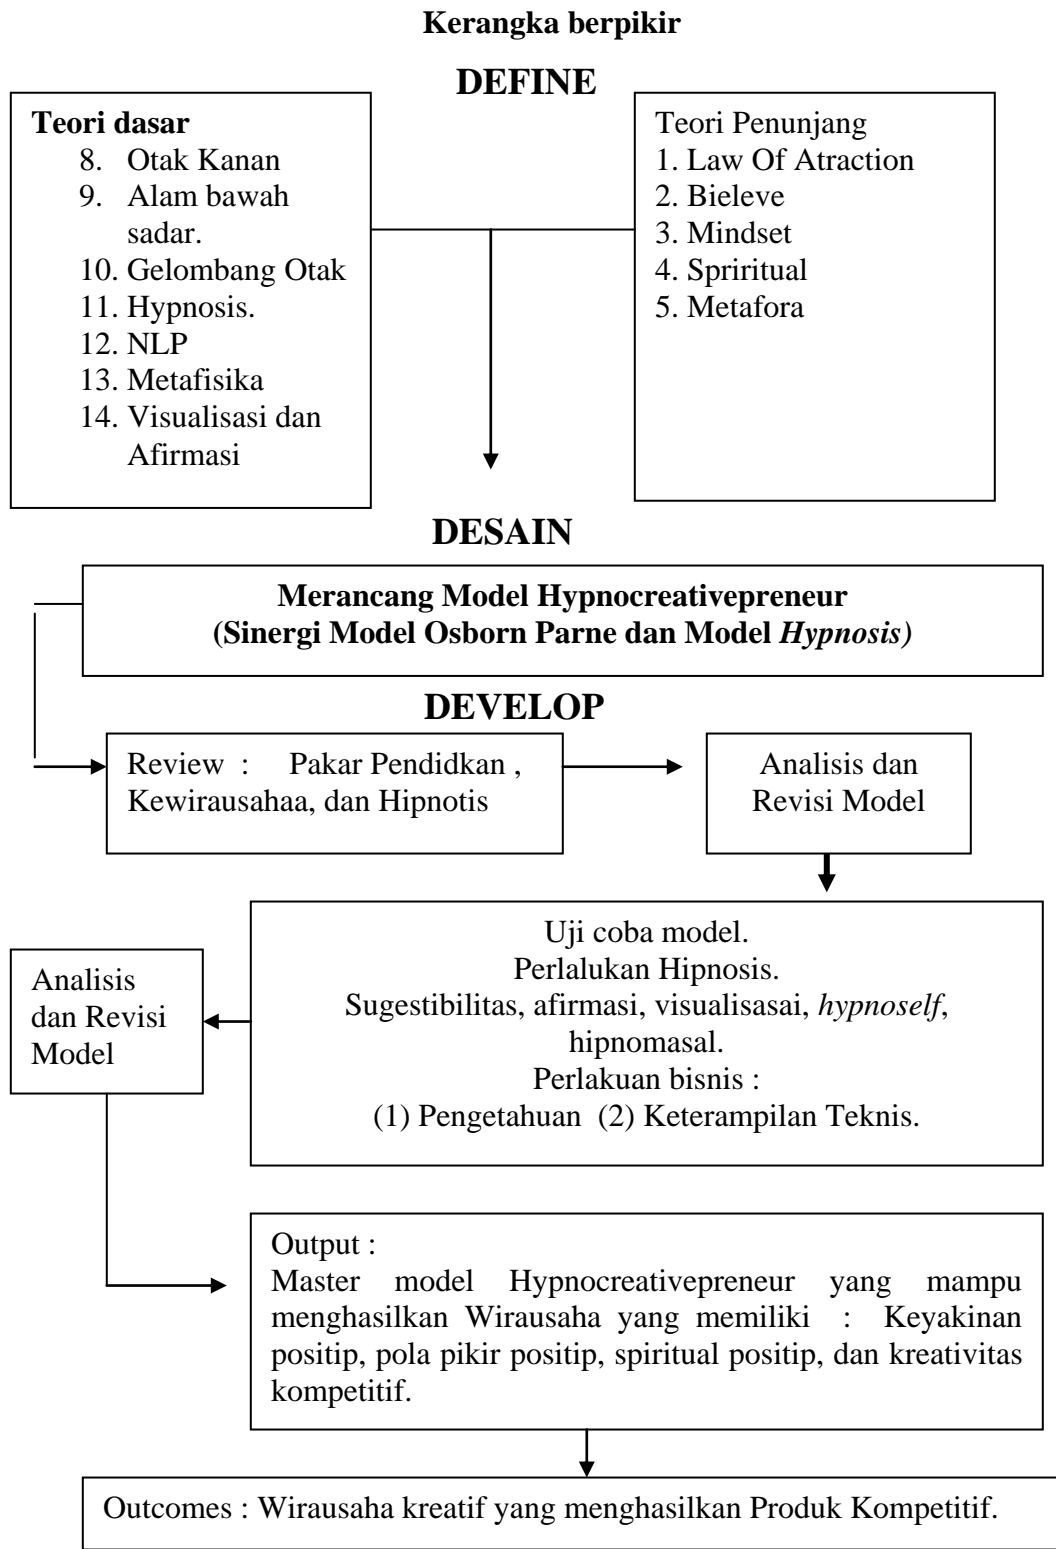 Kerangka berpikir
DEFINE
Teori dasar
8. Otak Kanan
9. Alam bawah
sadar.
10. Gelombang Otak
11. Hypnosis.
12. NLP
13. Metafisika
14. Visualisasi dan
Afirmasi
Teori Penunjang
1. Law Of Atraction
2. Bieleve
3. Mindset
4. Spriritual
5. Metafora
DESAIN
Merancang Model Hypnocreativepreneur
(Sinergi Model Osborn Parne dan Model Hypnosis)
DEVELOP
Review : Pakar Pendidkan ,
Kewirausahaa, dan Hipnotis
Analisis dan
Revisi Model
Uji coba model.
Perlalukan Hipnosis.
Sugestibilitas, afirmasi, visualisasai, hypnoself,
hipnomasal.
Perlakuan bisnis :
(1) Pengetahuan (2) Keterampilan Teknis.
Analisis
dan Revisi
Model
Output :
Master model Hypnocreativepreneur yang mampu
menghasilkan Wirausaha yang memiliki : Keyakinan
positip, pola pikir positip, spiritual positip, dan kreativitas
kompetitif.
Outcomes : Wirausaha kreatif yang menghasilkan Produk Kompetitif.